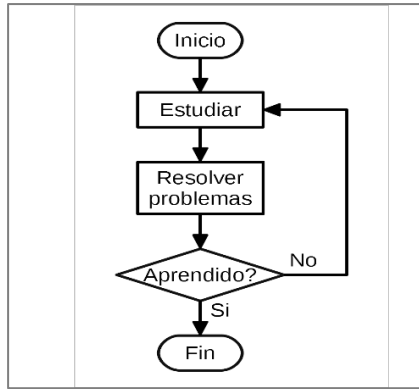 Inicio
Estudiar
Resolver
problemas
Aprendido?
No
Si
Fin